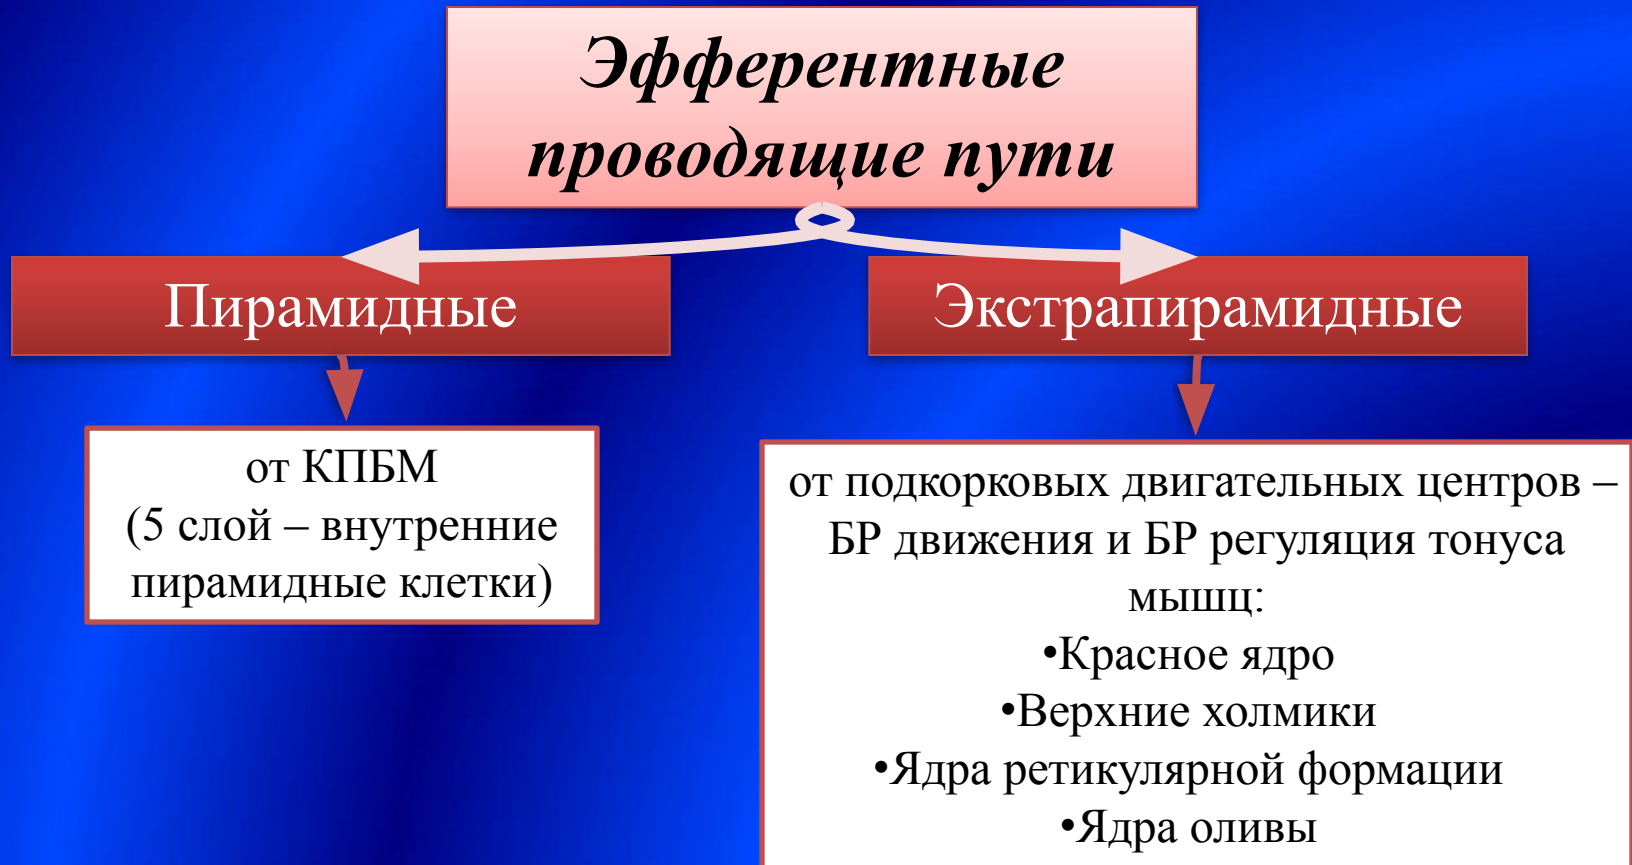 Эфферентные
проводящие пути
Пирамидные
Экстрапирамидные
от КПБМ
(5 слой – внутренние
пирамидные клетки)
от подкорковых двигательных центров –
БР движения и БР регуляция тонуса
мышц:
•Красное ядро
•Верхние холмики
•Ядра ретикулярной формации
•Ядра оливы